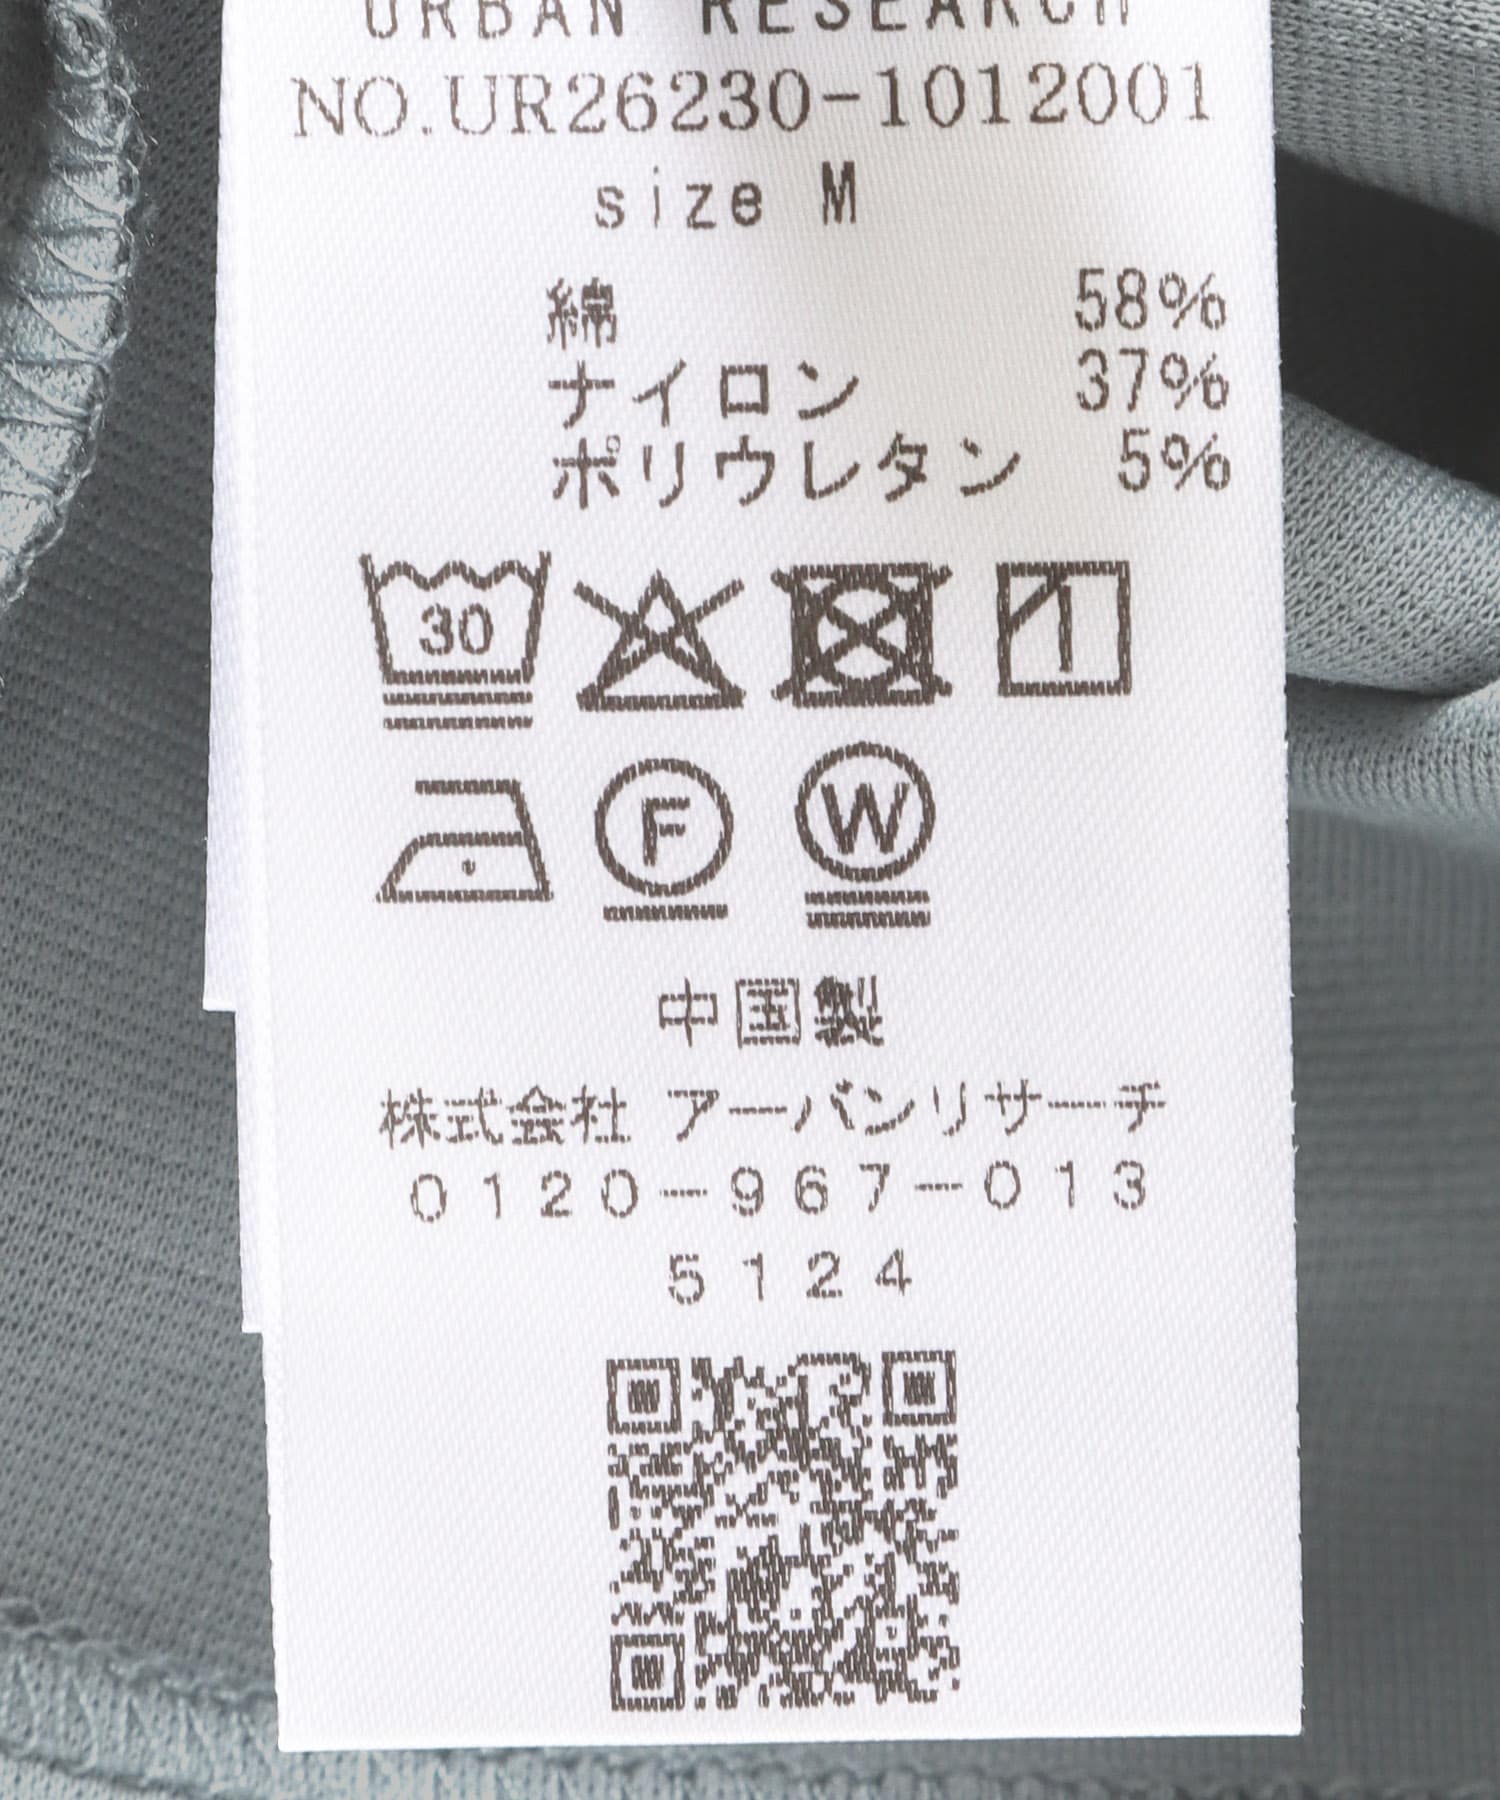 URBAN RESEARCH
NO.UR26230-1012001
size M
綿 58%
ナイロン 37%
ポリウレタン 5%
30
F W
中国製
株式会社 アーバンリサーチ
0120-967-013
5124